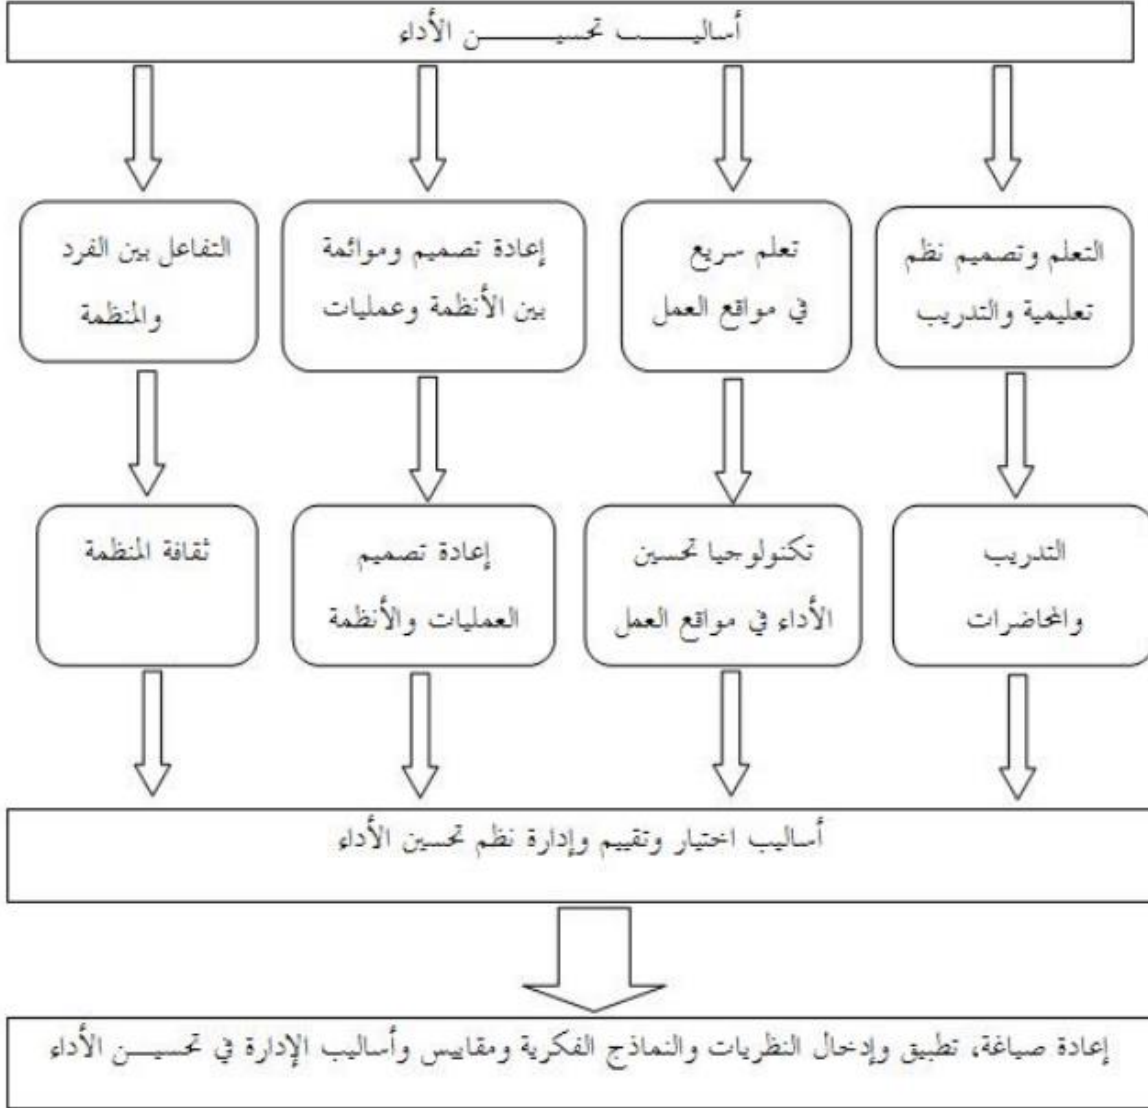 أساليب تحسين الأداء
التعلم وتصميم نظم
تعليمية والتدريب
تعلم سريع
في مواقع العمل
إعادة تصميم وموائمة
بين الأنظمة وعمليات
التفاعل بين الفرد
والمنظمة
التدريب
والمحاضرات
تكنولوجيا تحسين
الأداء في مواقع العمل
إعادة تصميم
العمليات والأنظمة
ثقافة المنظمة
أساليب اختيار وتقييم وإدارة نظم تحسين الأداء
إعادة صياغة، تطبيق وإدخال النظريات والنماذج الفكرية ومقاييس وأساليب الإدارة في تحسين الأداء